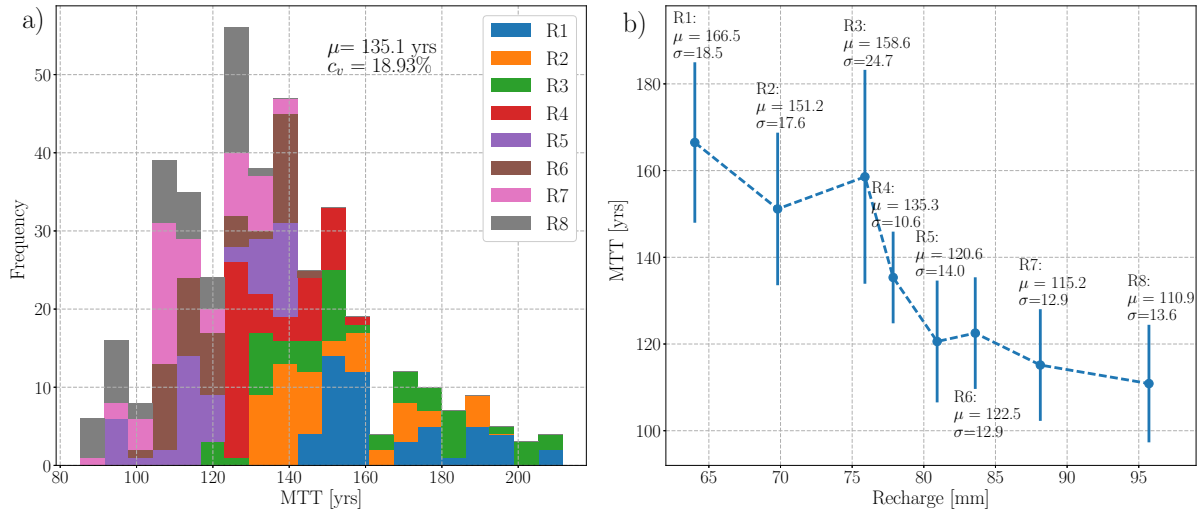 a)
μ= 135.1 yrs
c_v = 18.93%
R1
R2
R3
R4
R5
R6
R7
R8
Frequency
0
10
20
30
40
50
80
100
120
140
160
180
200
MTT [yrs]
b)
R1:
μ = 166.5
σ=18.5
R2:
μ = 151.2
σ=17.6
R3:
μ = 158.6
σ=24.7
R4:
μ = 135.3
σ=10.6
R5:
μ = 120.6
σ=14.0
R6:
μ = 122.5
σ=12.9
R7:
μ = 115.2
σ=12.9
R8:
μ = 110.9
σ=13.6
MTT [yrs]
100
120
140
160
180
65
70
75
80
85
90
95
Recharge [mm]